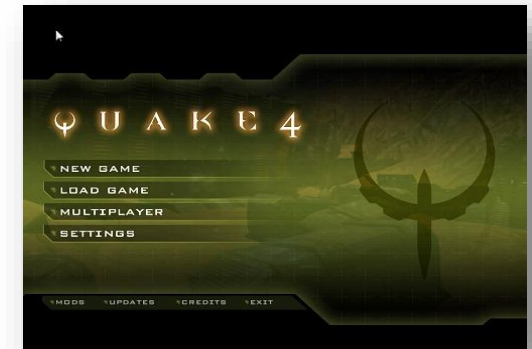 QUAKE 4
NEW GAME
LOAD GAME
MULTIPLAYER
SETTINGS
MODS UPDATES CREDITS EXIT